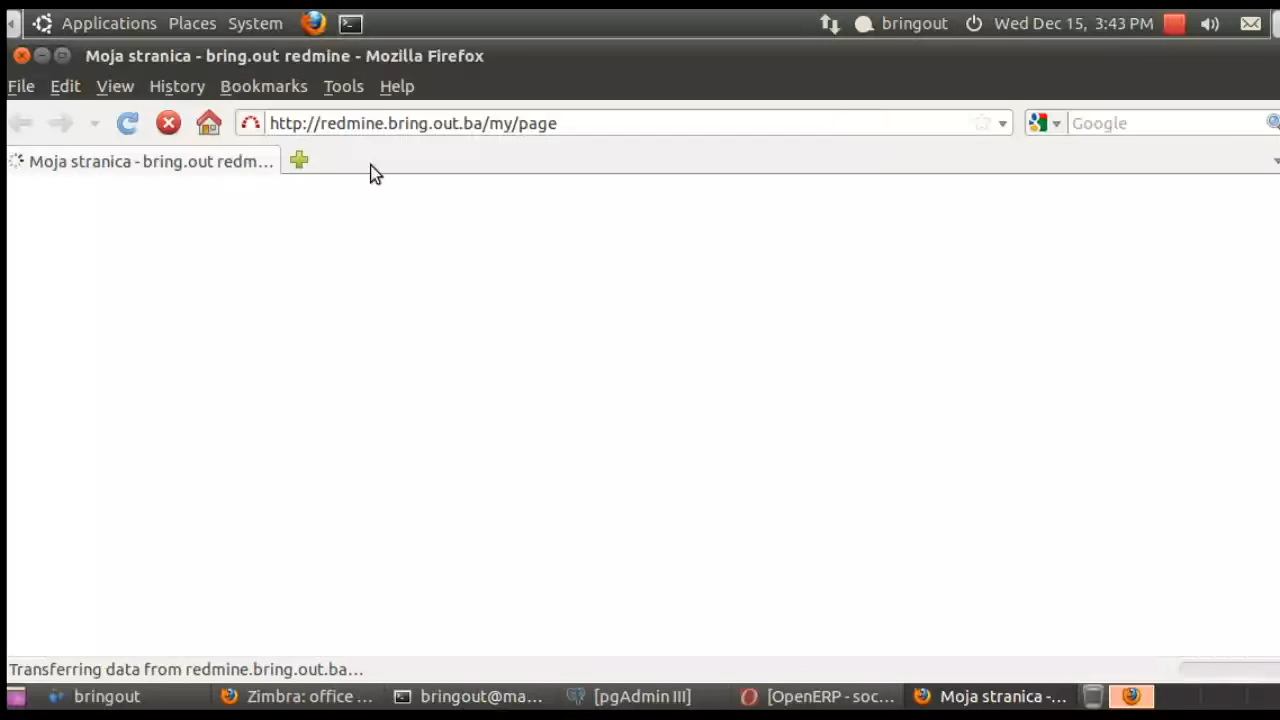 Applications Places System bringout Wed Dec 15, 3:43 PM
Moja stranica - bring.out redmine - Mozilla Firefox
File Edit View History Bookmarks Tools Help
http://redmine.bring.out.ba/my/page Google
Moja stranica - bring.out redm...
Transferring data from redmine.bring.out.ba...
bringout Zimbra: office ... bringout@ma... [pgAdmin III] [OpenERP - soc... Moja stranica -...